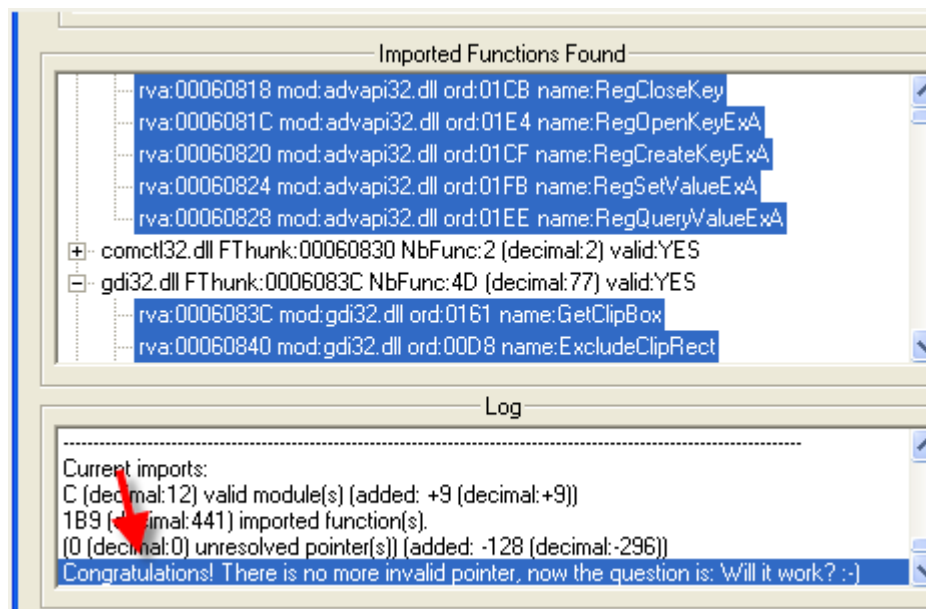 Imported Functions Found
rva:00060818 mod:advapi32.dll ord:01CB name:RegCloseKey
rva:0006081C mod:advapi32.dll ord:01E4 name:RegOpenKeyExA
rva:00060820 mod:advapi32.dll ord:01CF name:RegCreateKeyExA
rva:00060824 mod:advapi32.dll ord:01FB name:RegSetValueExA
rva:00060828 mod:advapi32.dll ord:01EE name:RegQueryValueExA
comctl32.dll FThunk:00060830 NbFunc:2 (decimal:2) valid:YES
gdi32.dll FThunk:0006083C NbFunc:4D (decimal:77) valid:YES
rva:0006083C mod:gdi32.dll ord:0161 name:GetClipBox
rva:00060840 mod:gdi32.dll ord:00D8 name:ExcludeClipRect
Log
Current imports:
C (decimal:12) valid module(s) (added: +9 (decimal:+9))
1B9 (decimal:441) imported function(s).
(0 (decimal:0) unresolved pointer(s)) (added: -128 (decimal:-296))
Congratulations! There is no more invalid pointer, now the question is: Will it work? :-)